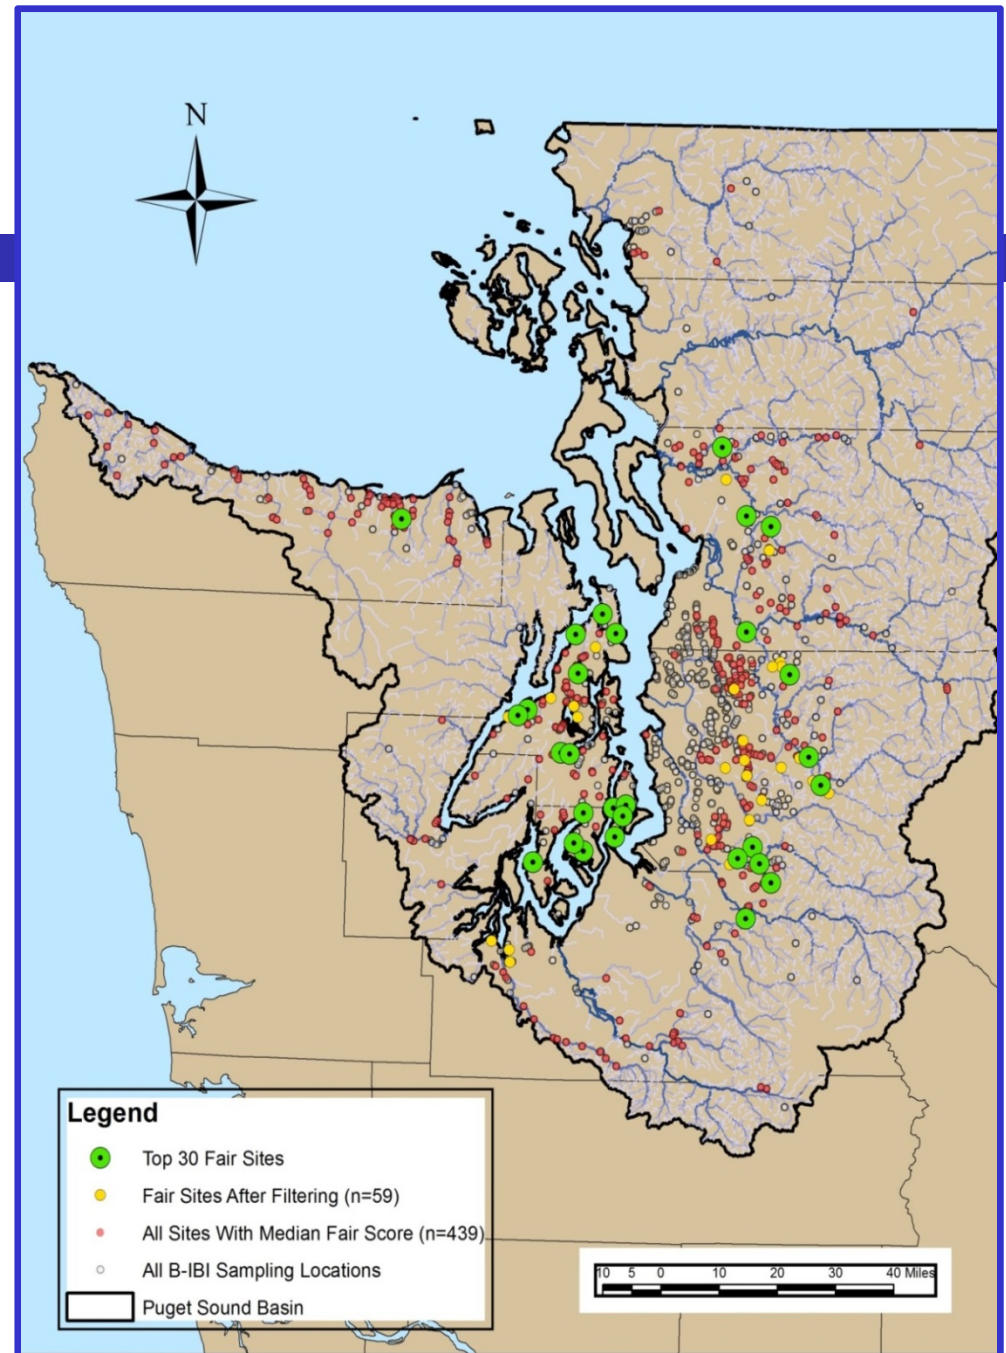 N
Legend
Top 30 Fair Sites
Fair Sites After Filtering (n=59)
All Sites With Median Fair Score (n=439)
All B-IBI Sampling Locations
Puget Sound Basin
10 5 0 10 20 30 40 Miles